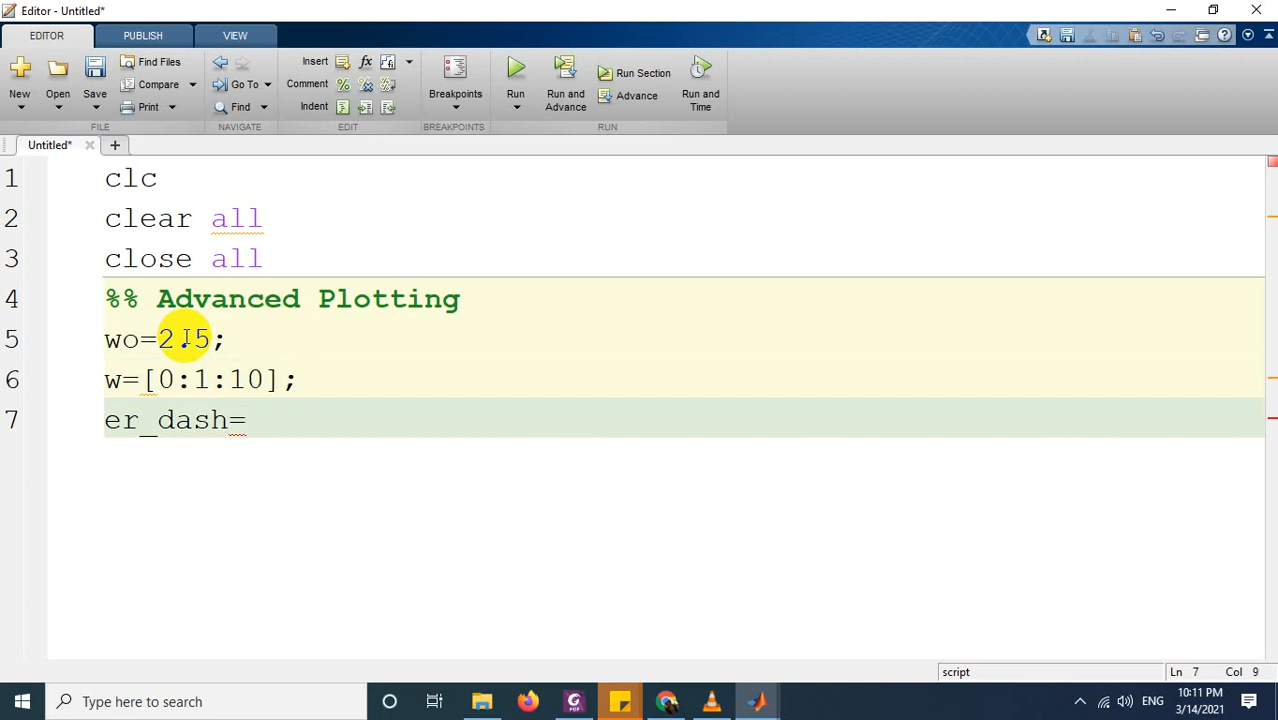 Editor - Untitled*
EDITOR PUBLISH VIEW
New Open Save Find Files Compare Print
Go To Find
Insert fx Comment % Indent
Breakpoints Run Run and Advance Run Section Advance Run and Time
FILE NAVIGATE EDIT BREAKPOINTS RUN
Untitled* +
1 clc
2 clear all
3 close all
4 %% Advanced Plotting
5 wo=2.5;
6 w=[0:1:10];
7 er_dash=
script Ln 7 Col 9
Type here to search
ENG 10:11 PM
3/14/2021